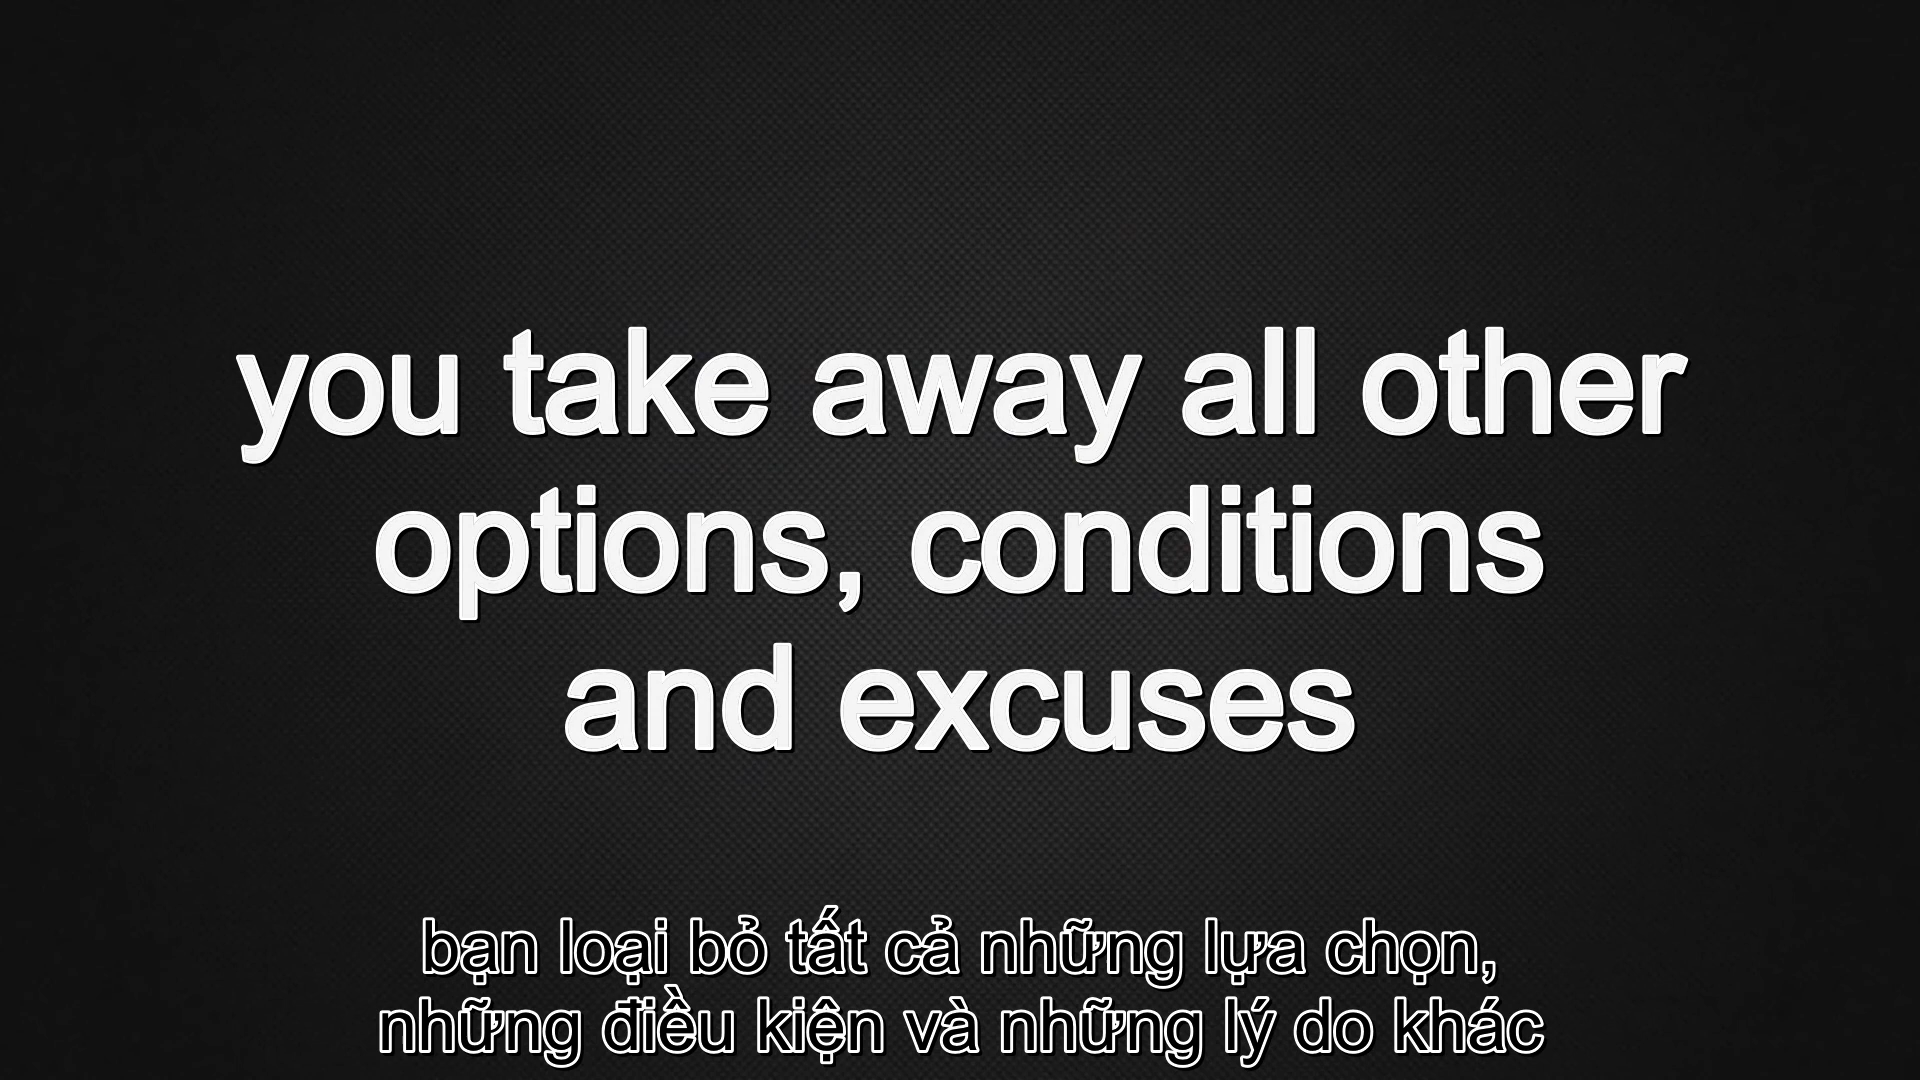 you take away all other
options, conditions
and excuses
bạn loại bỏ tất cả những lựa chọn,
những điều kiện và những lý do khác